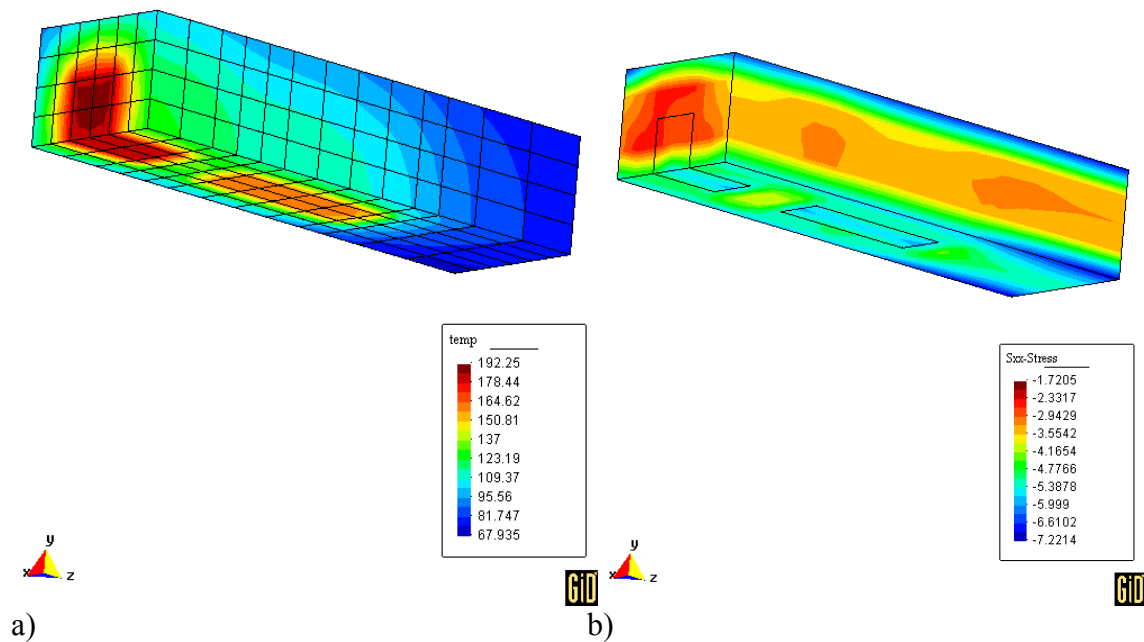 temp
192.25
178.44
164.62
150.81
137
123.19
109.37
95.56
81.747
67.935
y
x
z
GiD
a)
Sxx-Stress
-1.7205
-2.3317
-2.9429
-3.5542
-4.1654
-4.7766
-5.3878
-5.999
-6.6102
-7.2214
y
x
z
GiD
b)